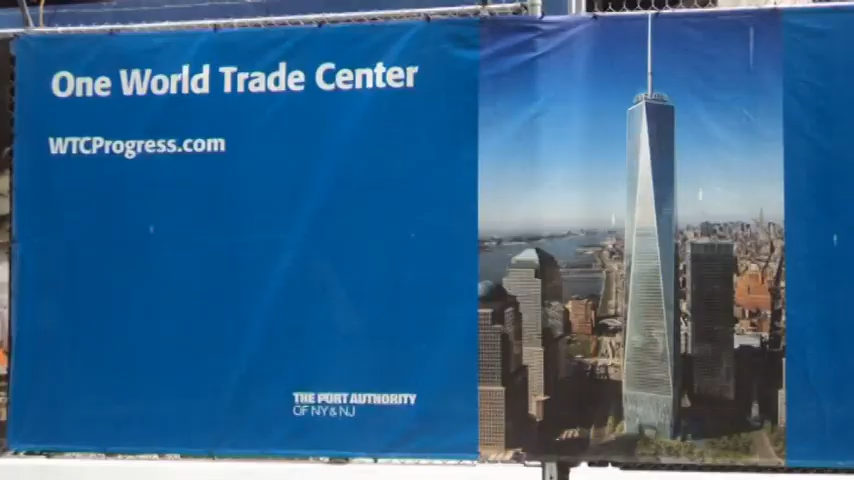 One World Trade Center
WTCProgress.com
THE PORT AUTHORITY
OF NY & NJ